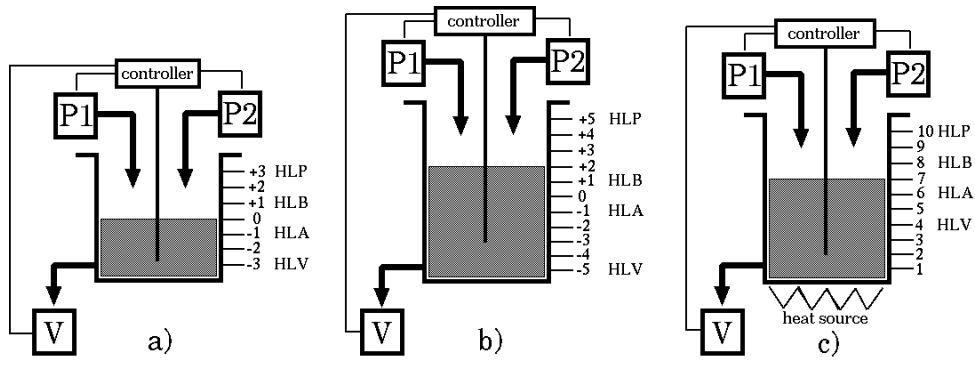 controller
P1
P2
+3 HLP
+2
+1 HLB
0
-1 HLA
-2
-3 HLV
V
a)
controller
P1
P2
+5 HLP
+4
+3
+2
+1 HLB
0
-1 HLA
-2
-3
-4
-5 HLV
V
b)
controller
P1
P2
10 HLP
9
8 HLB
7
6 HLA
5
4 HLV
3
2
1
heat source
V
c)